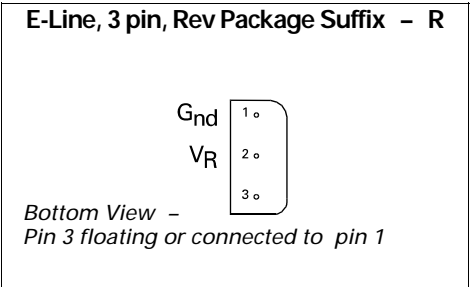 E-Line, 3 pin, Rev Package Suffix – R
Gnd 1
VR 2
3
Bottom View –
Pin 3 floating or connected to pin 1